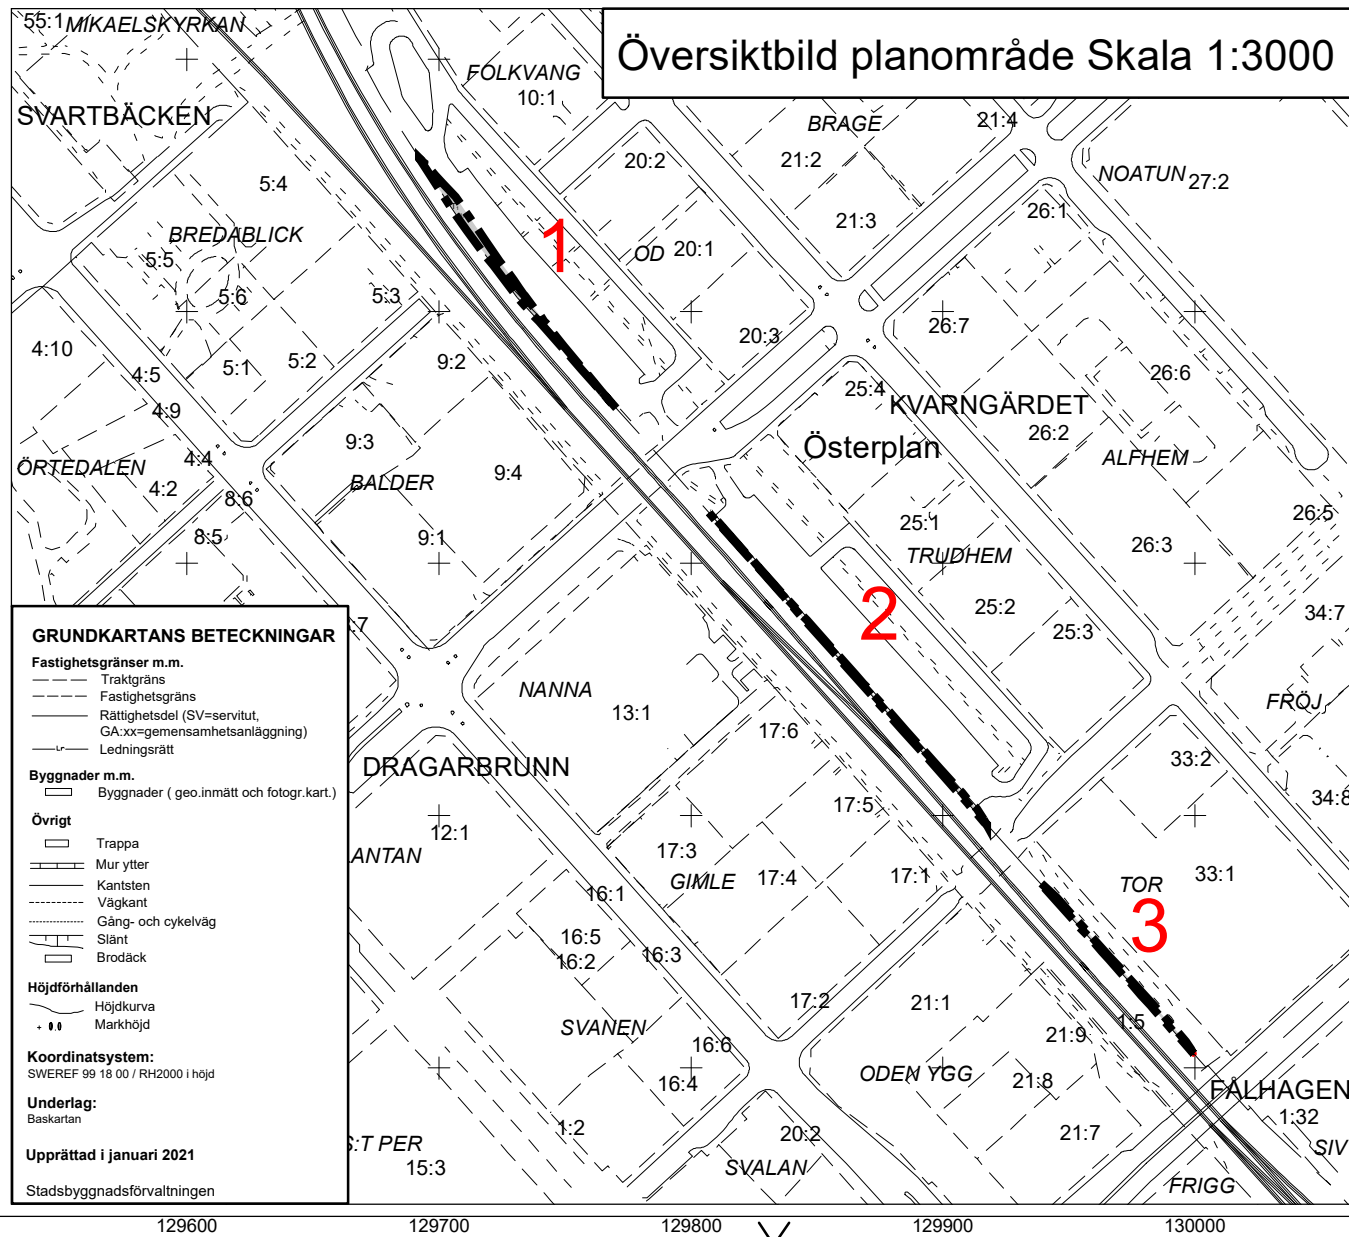 Översiktbild planområde Skala 1:3000
55:1 MIKAELSKYRKAN
FOLKVANG
10:1
SVARTBÄCKEN
BRAGE
21:4
21:2
20:2
NOATUN 27:2
5:4
21:3
26:1
BREDABLICK
1
OD 20:1
5:5
5:6
5:3
26:7
20:3
4:10
5:1
5:2
9:2
4:5
25:4
26:6
4:9
KVARNGÄRDET
26:2
9:3
Österplan
ALFHEM
ÖRTEDALEN
4:4
BALDER
9:4
4:2
8:6
26:5
8:5
9:1
25:1
26:3
TRUDHEM
2
25:2
25:3
34:7
:7
NANNA
13:1
17:6
FRÖJ
DRAGARBRUNN
33:2
17:5
34:8
12:1
ANTAN
17:3
GIMLE
17:4
17:1
TOR
33:1
16:1
3
16:5
16:2
16:3
17:2
21:1
1:5
SVANEN
21:9
16:6
16:4
ODEN YGG
21:8
FÅLHAGEN
1:32
1:2
20:2
21:7
S:T PER
15:3
SVALAN
SIV
FRIGG
GRUNDKARTANS BETECKNINGAR
Fastighetsgränser m.m.
Traktgräns
Fastighetsgräns
Rättighetsdel (SV=servitut,
GA:xx=gemensamhetsanläggning)
Lr Ledningsrätt
Byggnader m.m.
Byggnader ( geo.inmätt och fotogr.kart.)
Övrigt
Trappa
Mur ytter
Kantsten
Vägkant
Gång- och cykelväg
Slänt
Brodäck
Höjdförhållanden
Höjdkurva
Markhöjd
Koordinatsystem:
SWEREF 99 18 00 / RH2000 i höjd
Underlag:
Baskartan
Upprättad i januari 2021
Stadsbyggnadsförvaltningen
129600 129700 129800 129900 130000